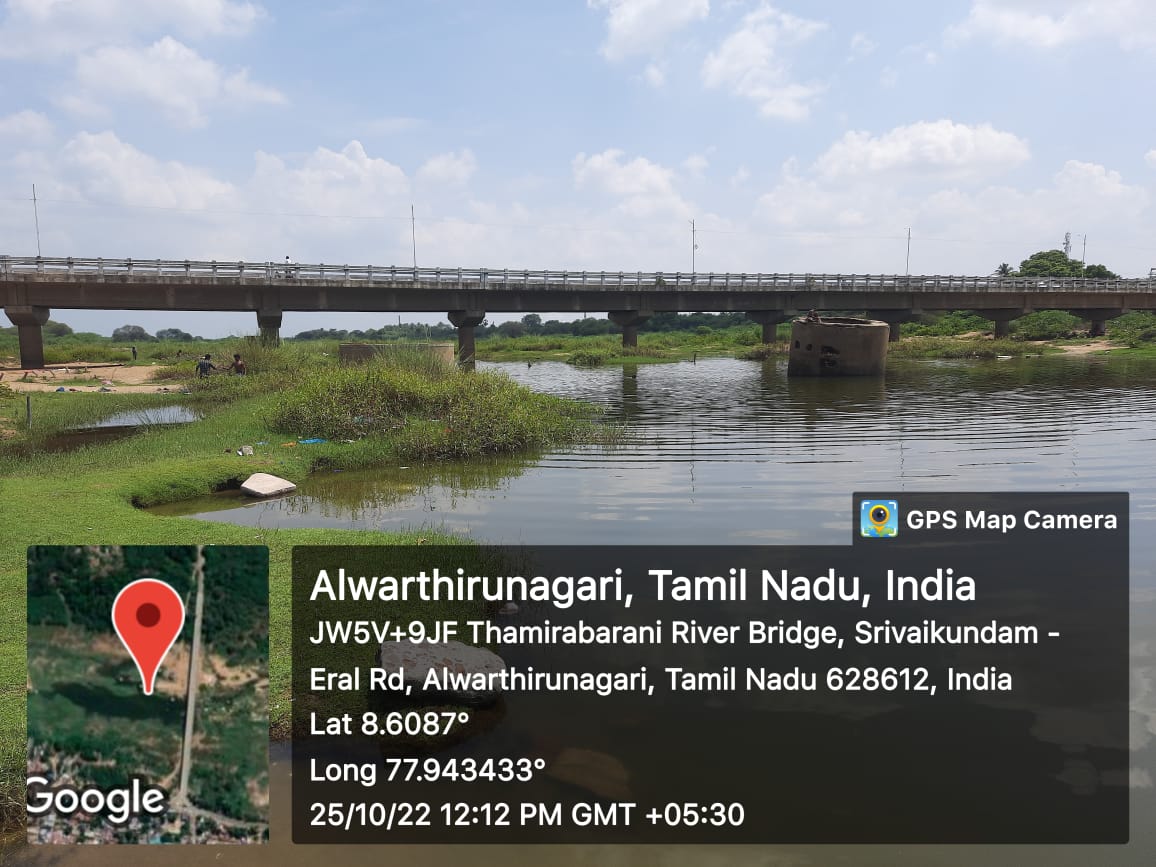 GPS Map Camera
Alwarthirunagari, Tamil Nadu, India
JW5V+9JF Thamirabarani River Bridge, Srivaikundam -
Eral Rd, Alwarthirunagari, Tamil Nadu 628612, India
Lat 8.6087°
Long 77.943433°
25/10/22 12:12 PM GMT +05:30
Google